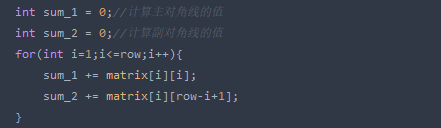 int sum_1 = 0;//计算主对角线的值
int sum_2 = 0;//计算副对角线的值
for(int i=1;i<=row;i++){
    sum_1 += matrix[i][i];
    sum_2 += matrix[i][row-i+1];
}